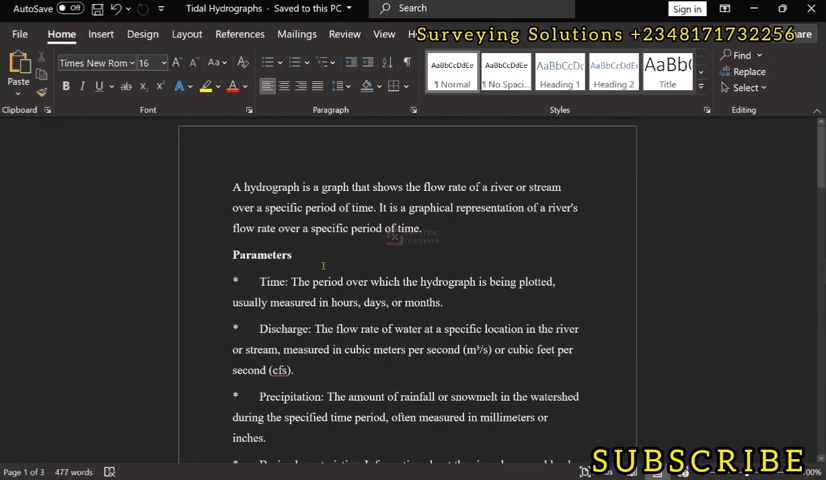 AutoSave Off Tidal Hydrographs - Saved to this PC Search Sign in
File Home Insert Draw Design Layout References Mailings Review View
Surveying Solutions +2348171732256
Times New Rom 16 Aa
Paste
B I U ab x₂ x² A A
AaBbCcDdEe AaBbCcDdEe AaBbCcDd AaBbCcDdEe AaBbC
¶ Normal ¶ No Spaci... Heading 1 Heading 2 Title
Find
Replace
Select
Clipboard Font Paragraph Styles Editing
A hydrograph is a graph that shows the flow rate of a river or stream
over a specific period of time. It is a graphical representation of a river's
flow rate over a specific period of time.
Parameters
* Time: The period over which the hydrograph is being plotted,
usually measured in hours, days, or months.
* Discharge: The flow rate of water at a specific location in the river
or stream, measured in cubic meters per second (m³/s) or cubic feet per
second (cfs).
* Precipitation: The amount of rainfall or snowmelt in the watershed
during the specified time period, often measured in millimeters or
inches.
Page 1 of 3 477 words
SUBSCRIBE